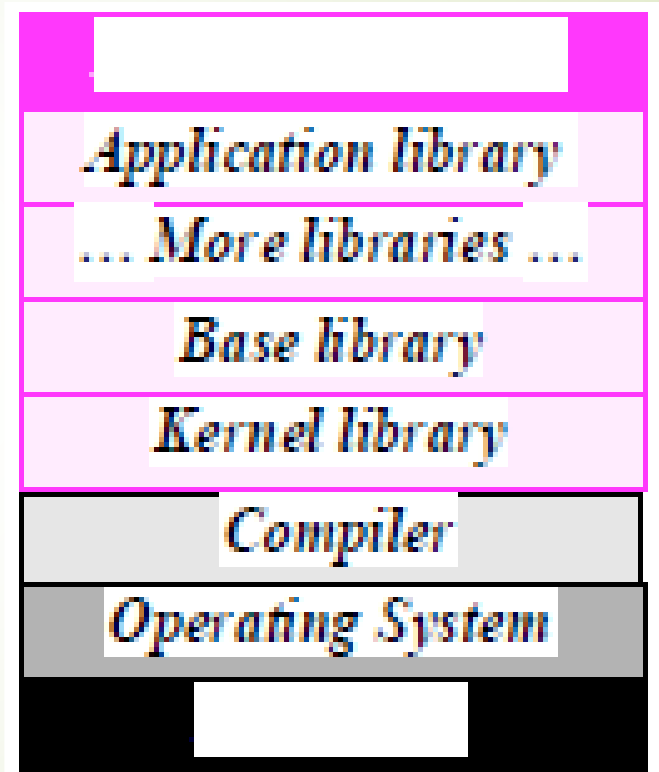 Application library
... More libraries ...
Base library
Kernel library
Compiler
Operating System